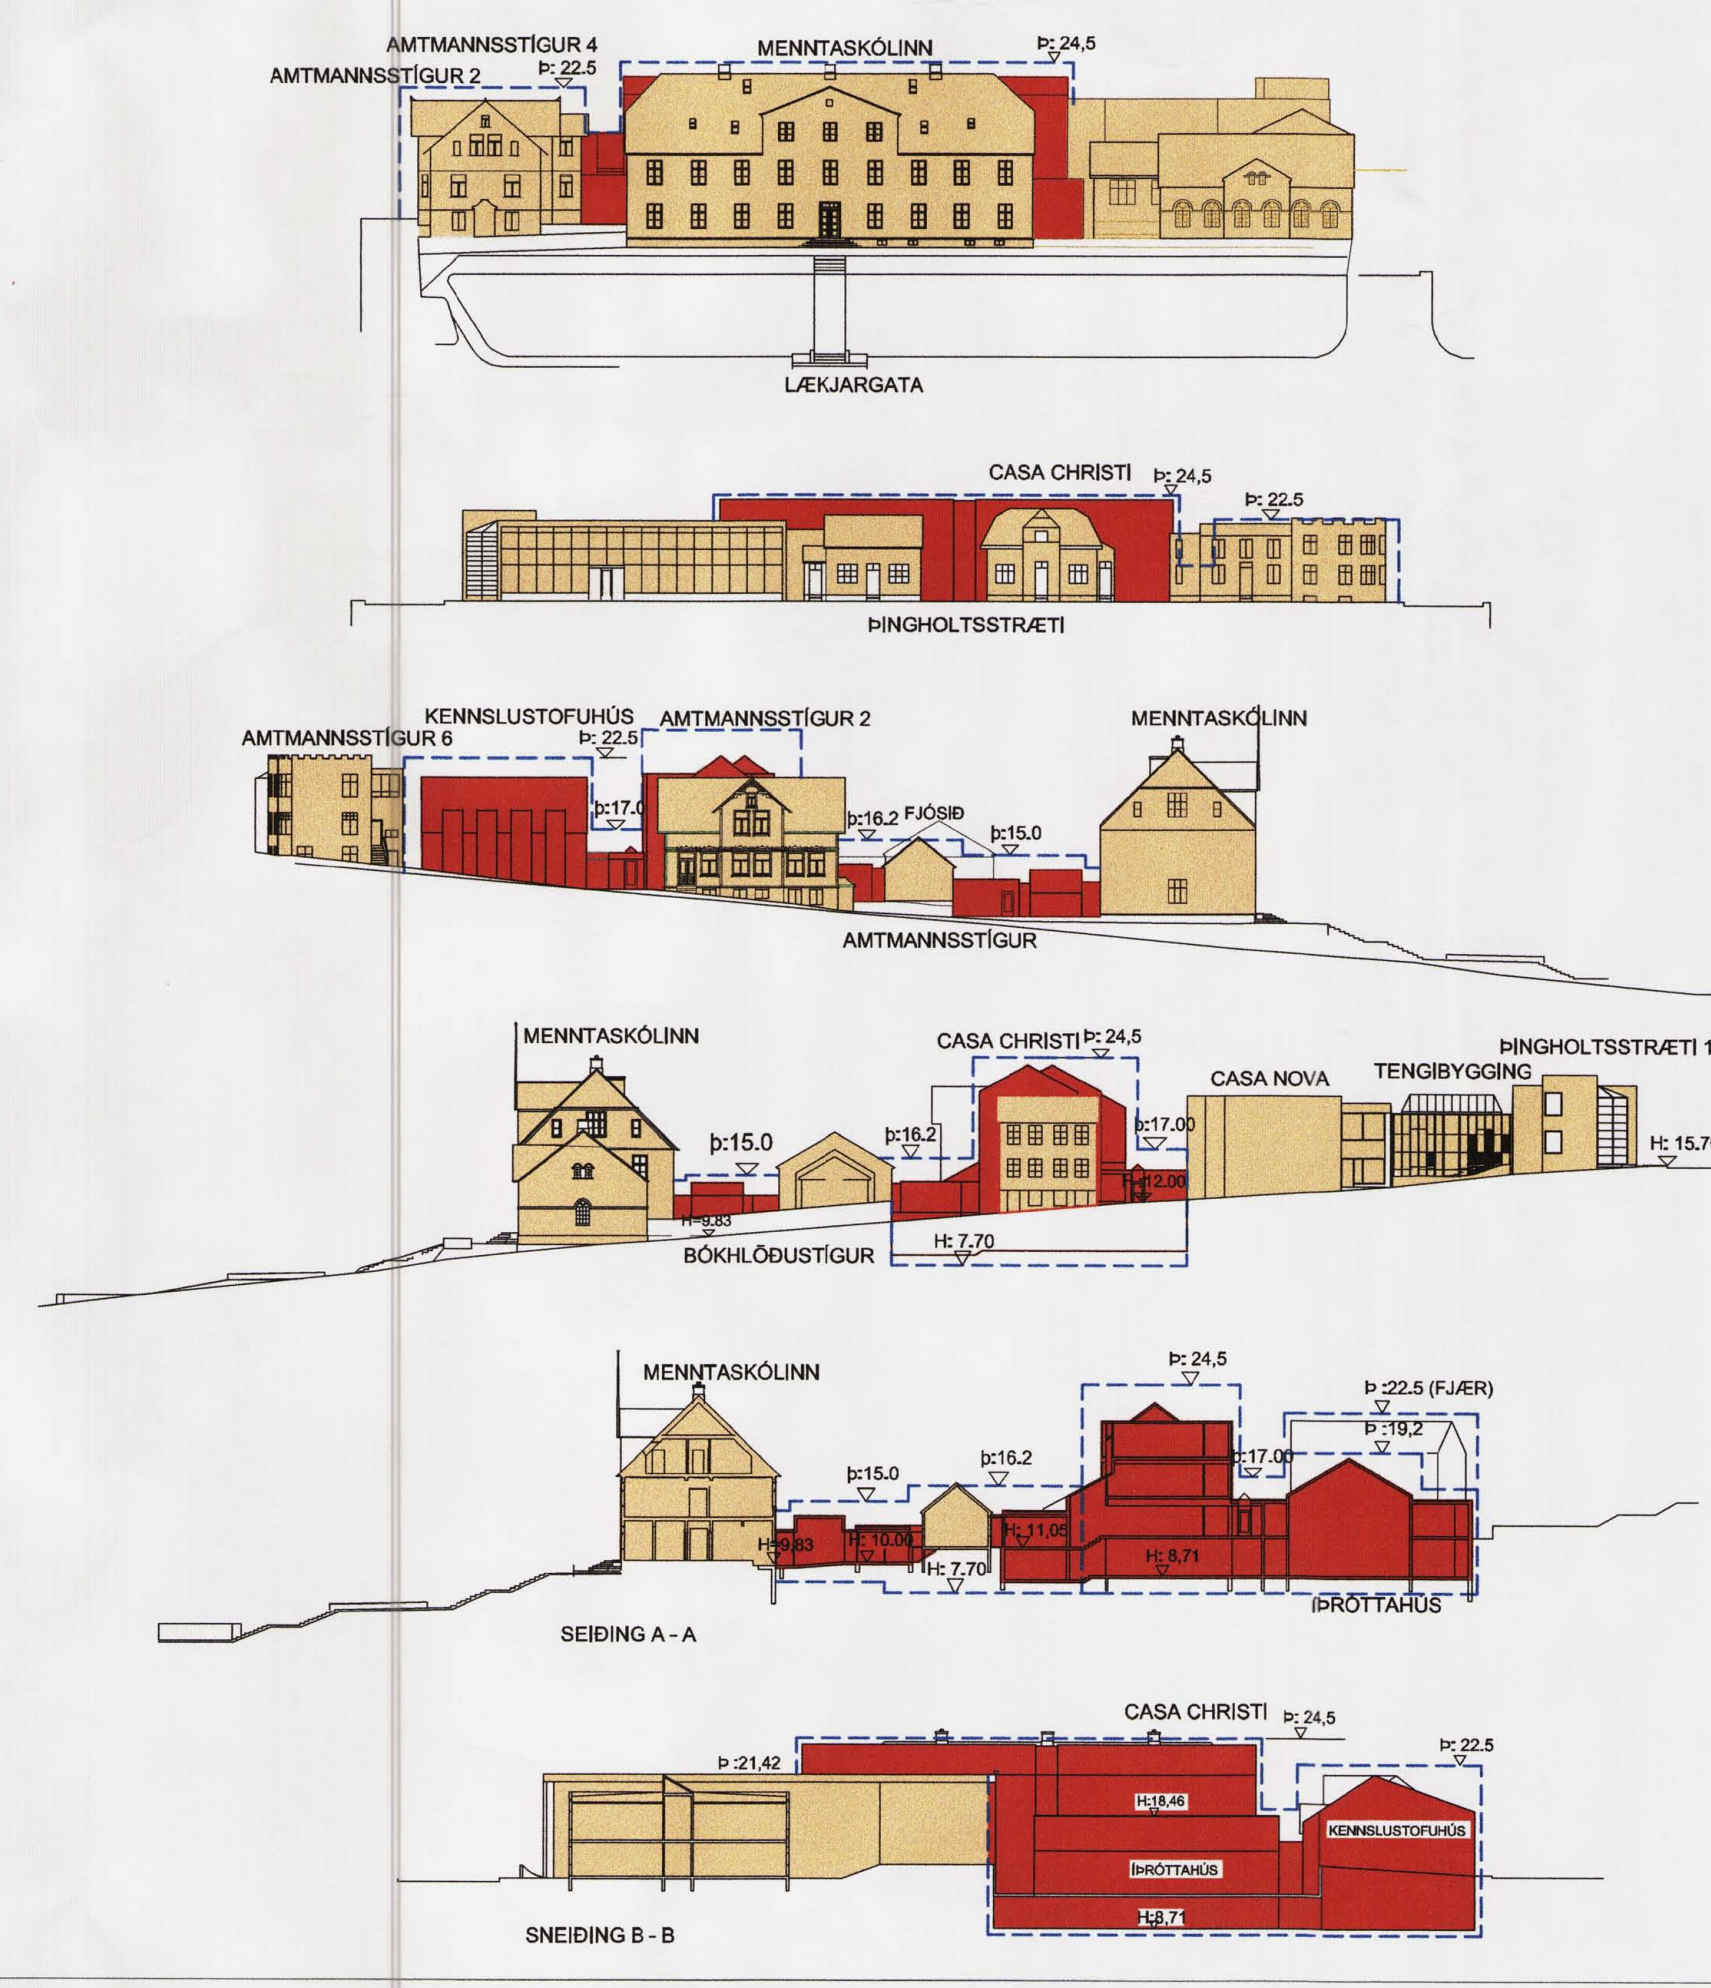 AMTMANNSSTÍGUR 4
MENNTASKÓLINN
Þ: 24,5
AMTMANNSSTÍGUR 2
Þ: 22.5
LÆKJARGATA
CASA CHRISTI
Þ: 24,5
Þ: 22.5
ÞINGHOLTSSTRÆTI
KENNSLUSTOFUHÚS
AMTMANNSSTÍGUR 2
MENNTASKÓLINN
AMTMANNSSTÍGUR 6
Þ: 22.5
þ:17.0
þ:16.2
FJÓSIÐ
þ:15.0
AMTMANNSSTÍGUR
MENNTASKÓLINN
CASA CHRISTI
Þ: 24,5
ÞINGHOLTSSTRÆTI 1
CASA NOVA
TENGIBYGGING
þ:15.0
þ:16.2
þ:17.00
H: 15.7
H=12.00
H=9.83
BÓKHLÖÐUSTÍGUR
H: 7.70
MENNTASKÓLINN
Þ: 24,5
Þ :22.5 (FJÆR)
Þ :19,2
þ:15.0
þ:16.2
þ:17.00
H=9,83
H: 10.00
H: 11,05
H: 7.70
H: 8,71
ÍÞRÓTTAHÚS
SEIÐING A - A
CASA CHRISTI
Þ: 24,5
Þ :21,42
Þ: 22.5
H:18,46
KENNSLUSTOFUHÚS
ÍÞRÓTTAHÚS
H:8,71
SNEIÐING B - B